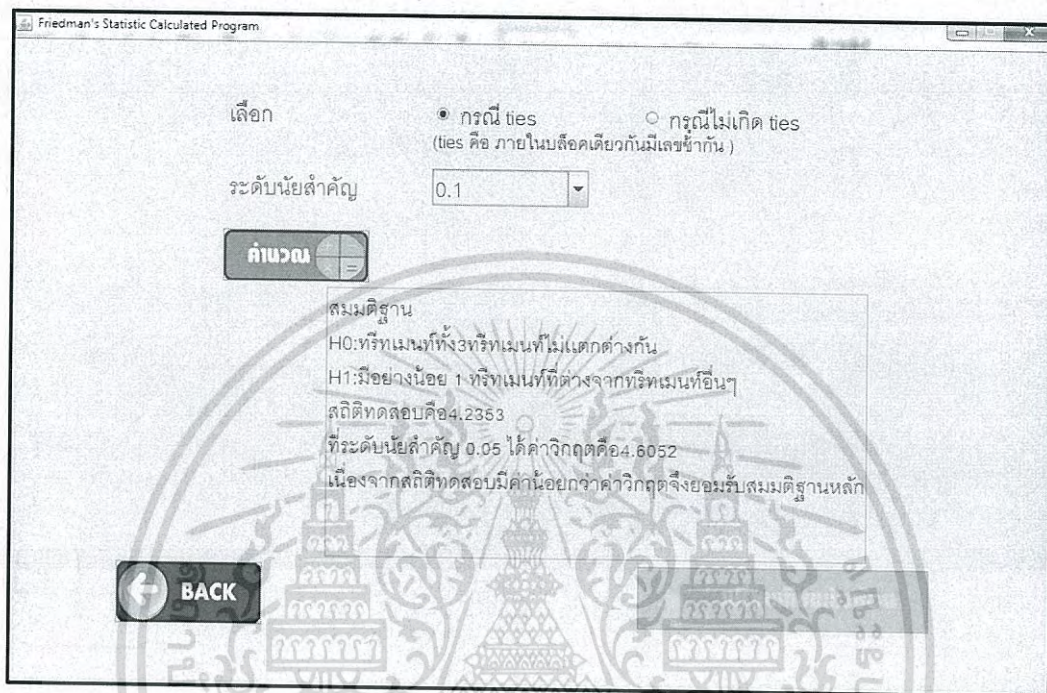 Friedman's Statistic Calculated Program
เลือก
กรณี ties
กรุณีไม่เกิด ties
(ties คือ ภายในบล็อคเดียวกันมีเลขซ้ำกัน )
ระดับนัยสำคัญ
0.1
คำนวณ
สมมติฐาน
H0:ทรีทเมนท์ทั้ง3ทรีทเมนท์ไม่แตกต่างกัน
H1:มีอย่างน้อย 1 ทรีทเมนท์ที่ต่างจากทรีทเมนท์อื่นๆ
สถิติทดสอบคือ4.2353
ที่ระดับนัยสำคัญ 0.05 ได้ค่าวิกฤตคือ4.6052
เนื่องจากสถิติทดสอบมีค่าน้อยกว่าค่าวิกฤตจึงยอมรับสมมติฐานหลัก
BACK